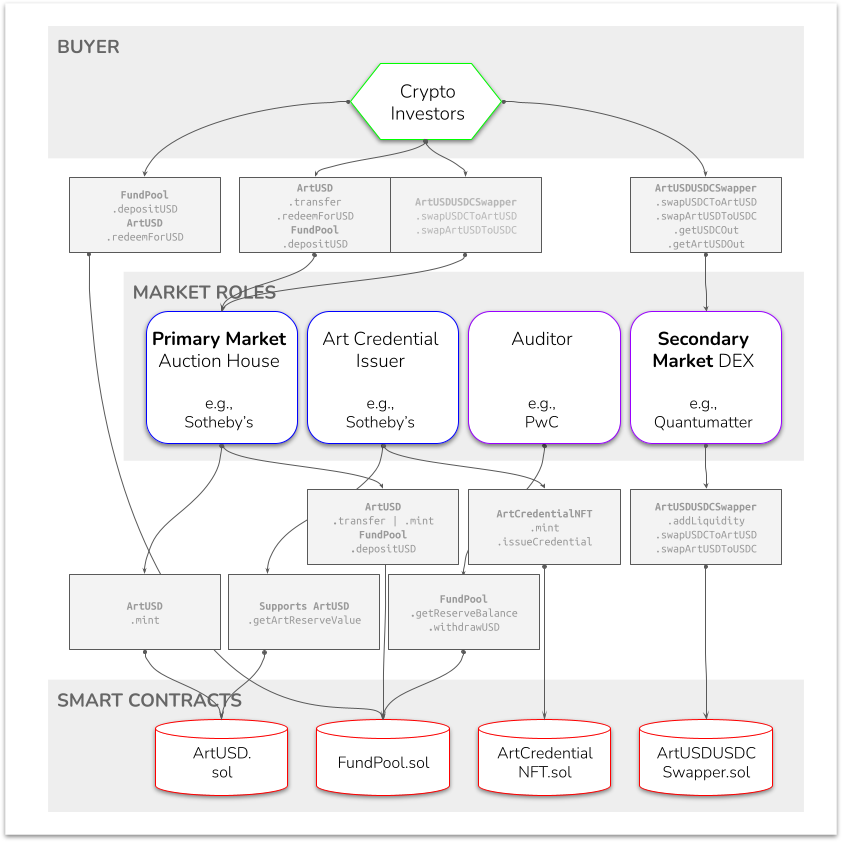 BUYER
Crypto
Investors
FundPool
.depositUSD
ArtUSD
.redeemForUSD
ArtUSD
.transfer
.redeemForUSD
FundPool
.depositUSD
ArtUSDUSDCSwapper
.swapUSDCToArtUSD
.swapArtUSDToUSDC
ArtUSDUSDCSwapper
.swapUSDCToArtUSD
.swapArtUSDToUSDC
.getUSDCOut
.getArtUSDOut
MARKET ROLES
Primary Market
Auction House
e.g.,
Sotheby’s
Art Credential
Issuer
e.g.,
Sotheby’s
Auditor
e.g.,
PwC
Secondary
Market DEX
e.g.,
Quantumatter
ArtUSD
.transfer | .mint
FundPool
.depositUSD
ArtCredentialNFT
.mint
.issueCredential
ArtUSDUSDCSwapper
.addLiquidity
.swapUSDCToArtUSD
.swapArtUSDToUSDC
ArtUSD
.mint
Supports ArtUSD
.getArtReserveValue
FundPool
.getReserveBalance
.withdrawUSD
SMART CONTRACTS
ArtUSD.
sol
FundPool.sol
ArtCredential
NFT.sol
ArtUSDUSDC
Swapper.sol